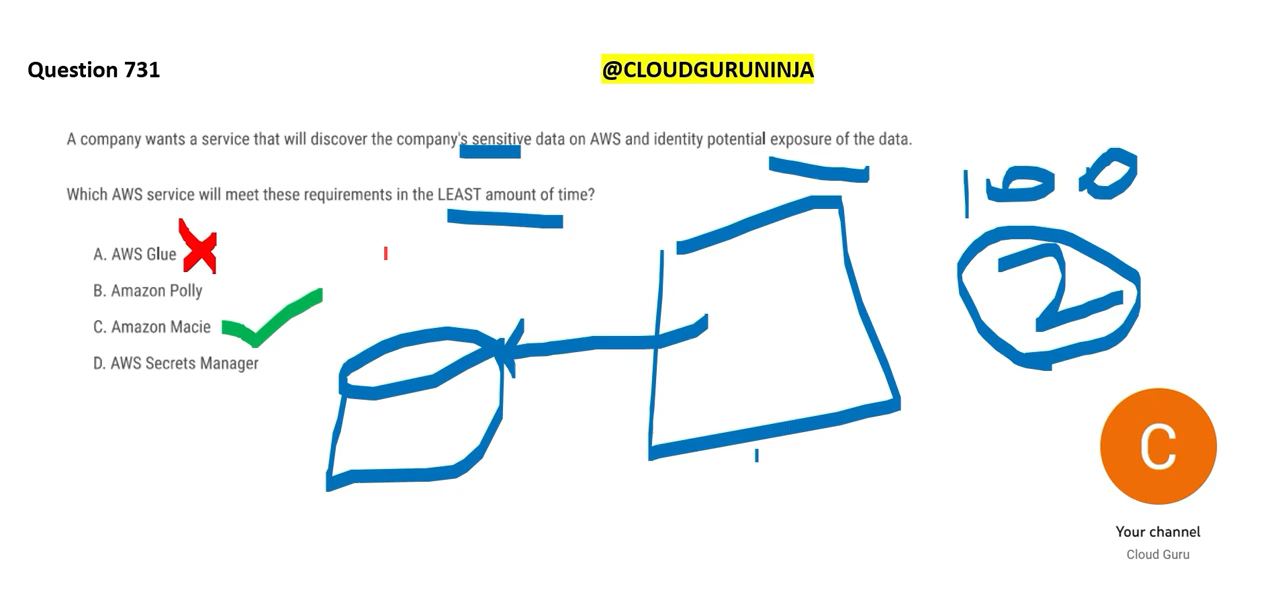 Question 731
@CLOUDGURUNINJA
A company wants a service that will discover the company's sensitive data on AWS and identity potential exposure of the data.
Which AWS service will meet these requirements in the LEAST amount of time?
A. AWS Glue
B. Amazon Polly
C. Amazon Macie
D. AWS Secrets Manager
100
2
C
Your channel
Cloud Guru